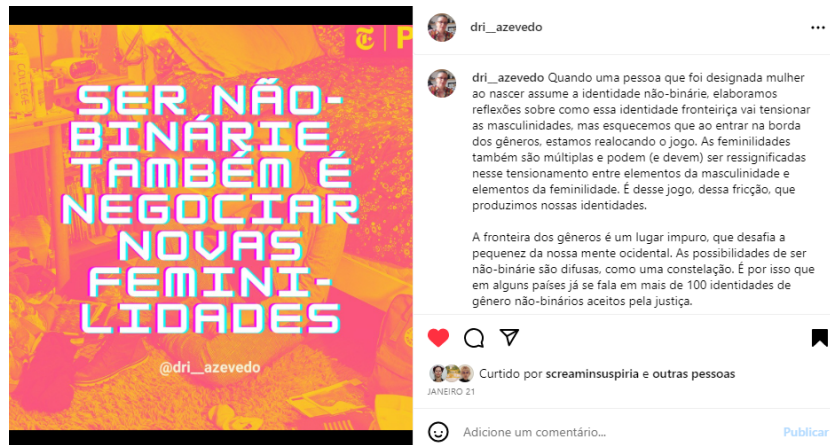 SER NÃO-
BINÁRIE
TAMBÉM É
NEGOCIAR
NOVAS
FEMINI-
LIDADES
@dri__azevedo
dri__azevedo
dri__azevedo Quando uma pessoa que foi designada mulher
ao nascer assume a identidade não-binárie, elaboramos
reflexões sobre como essa identidade fronteiriça vai tensionar
as masculinidades, mas esquecemos que ao entrar na borda
dos gêneros, estamos realocando o jogo. As feminilidades
também são múltiplas e podem (e devem) ser ressignificadas
nesse tensionamento entre elementos da masculinidade e
elementos da feminilidade. É desse jogo, dessa fricção, que
produzimos nossas identidades.
A fronteira dos gêneros é um lugar impuro, que desafia a
pequenez da nossa mente ocidental. As possibilidades de ser
não-binárie são difusas, como uma constelação. É por isso que
em alguns países já se fala em mais de 100 identidades de
gênero não-binários aceitos pela justiça.
Curtido por screaminsuspiria e outras pessoas
JANEIRO 21
Adicione um comentário...
Publicar